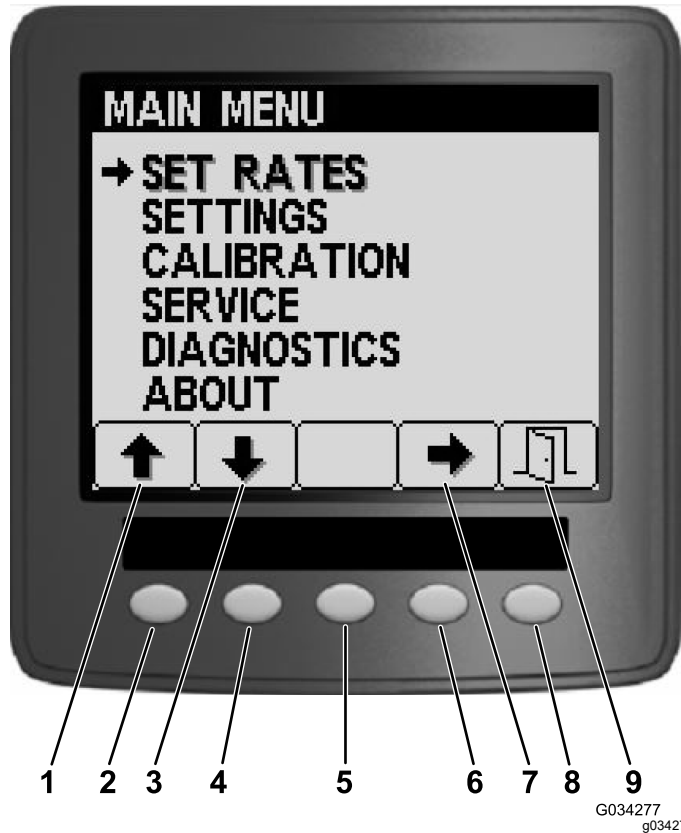 MAIN MENU
SET RATES
SETTINGS
CALIBRATION
SERVICE
DIAGNOSTICS
ABOUT
1 2 3 4 5 6 7 8 9
G034277
g03427